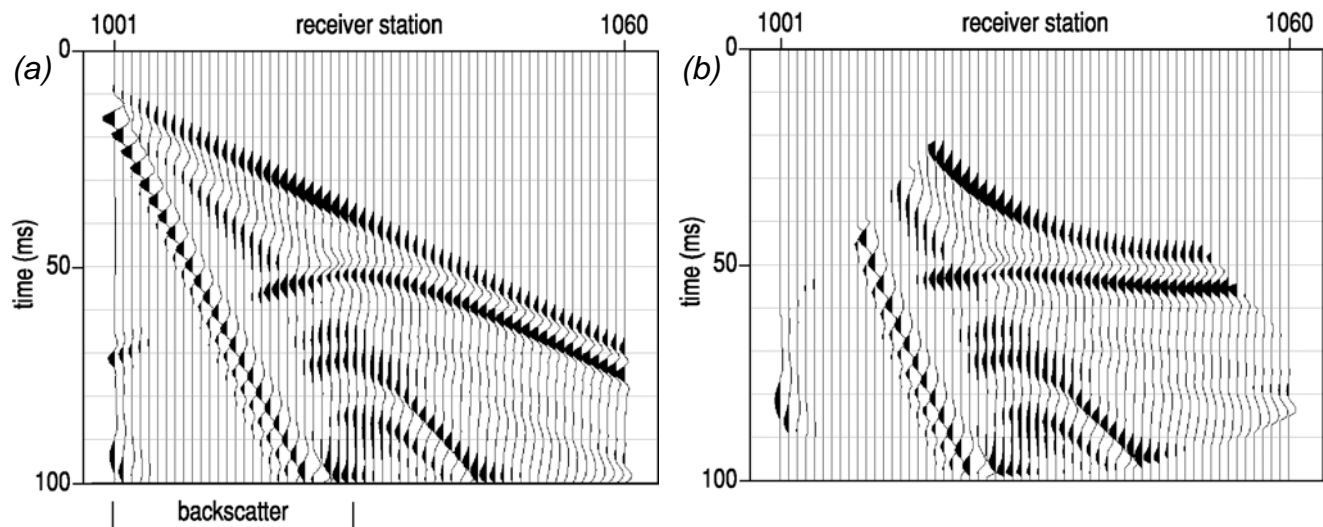 1001 receiver station 1060
0
(a)
50
100
time (ms)
backscatter
1001 receiver station 1060
0
(b)
50
100
time (ms)